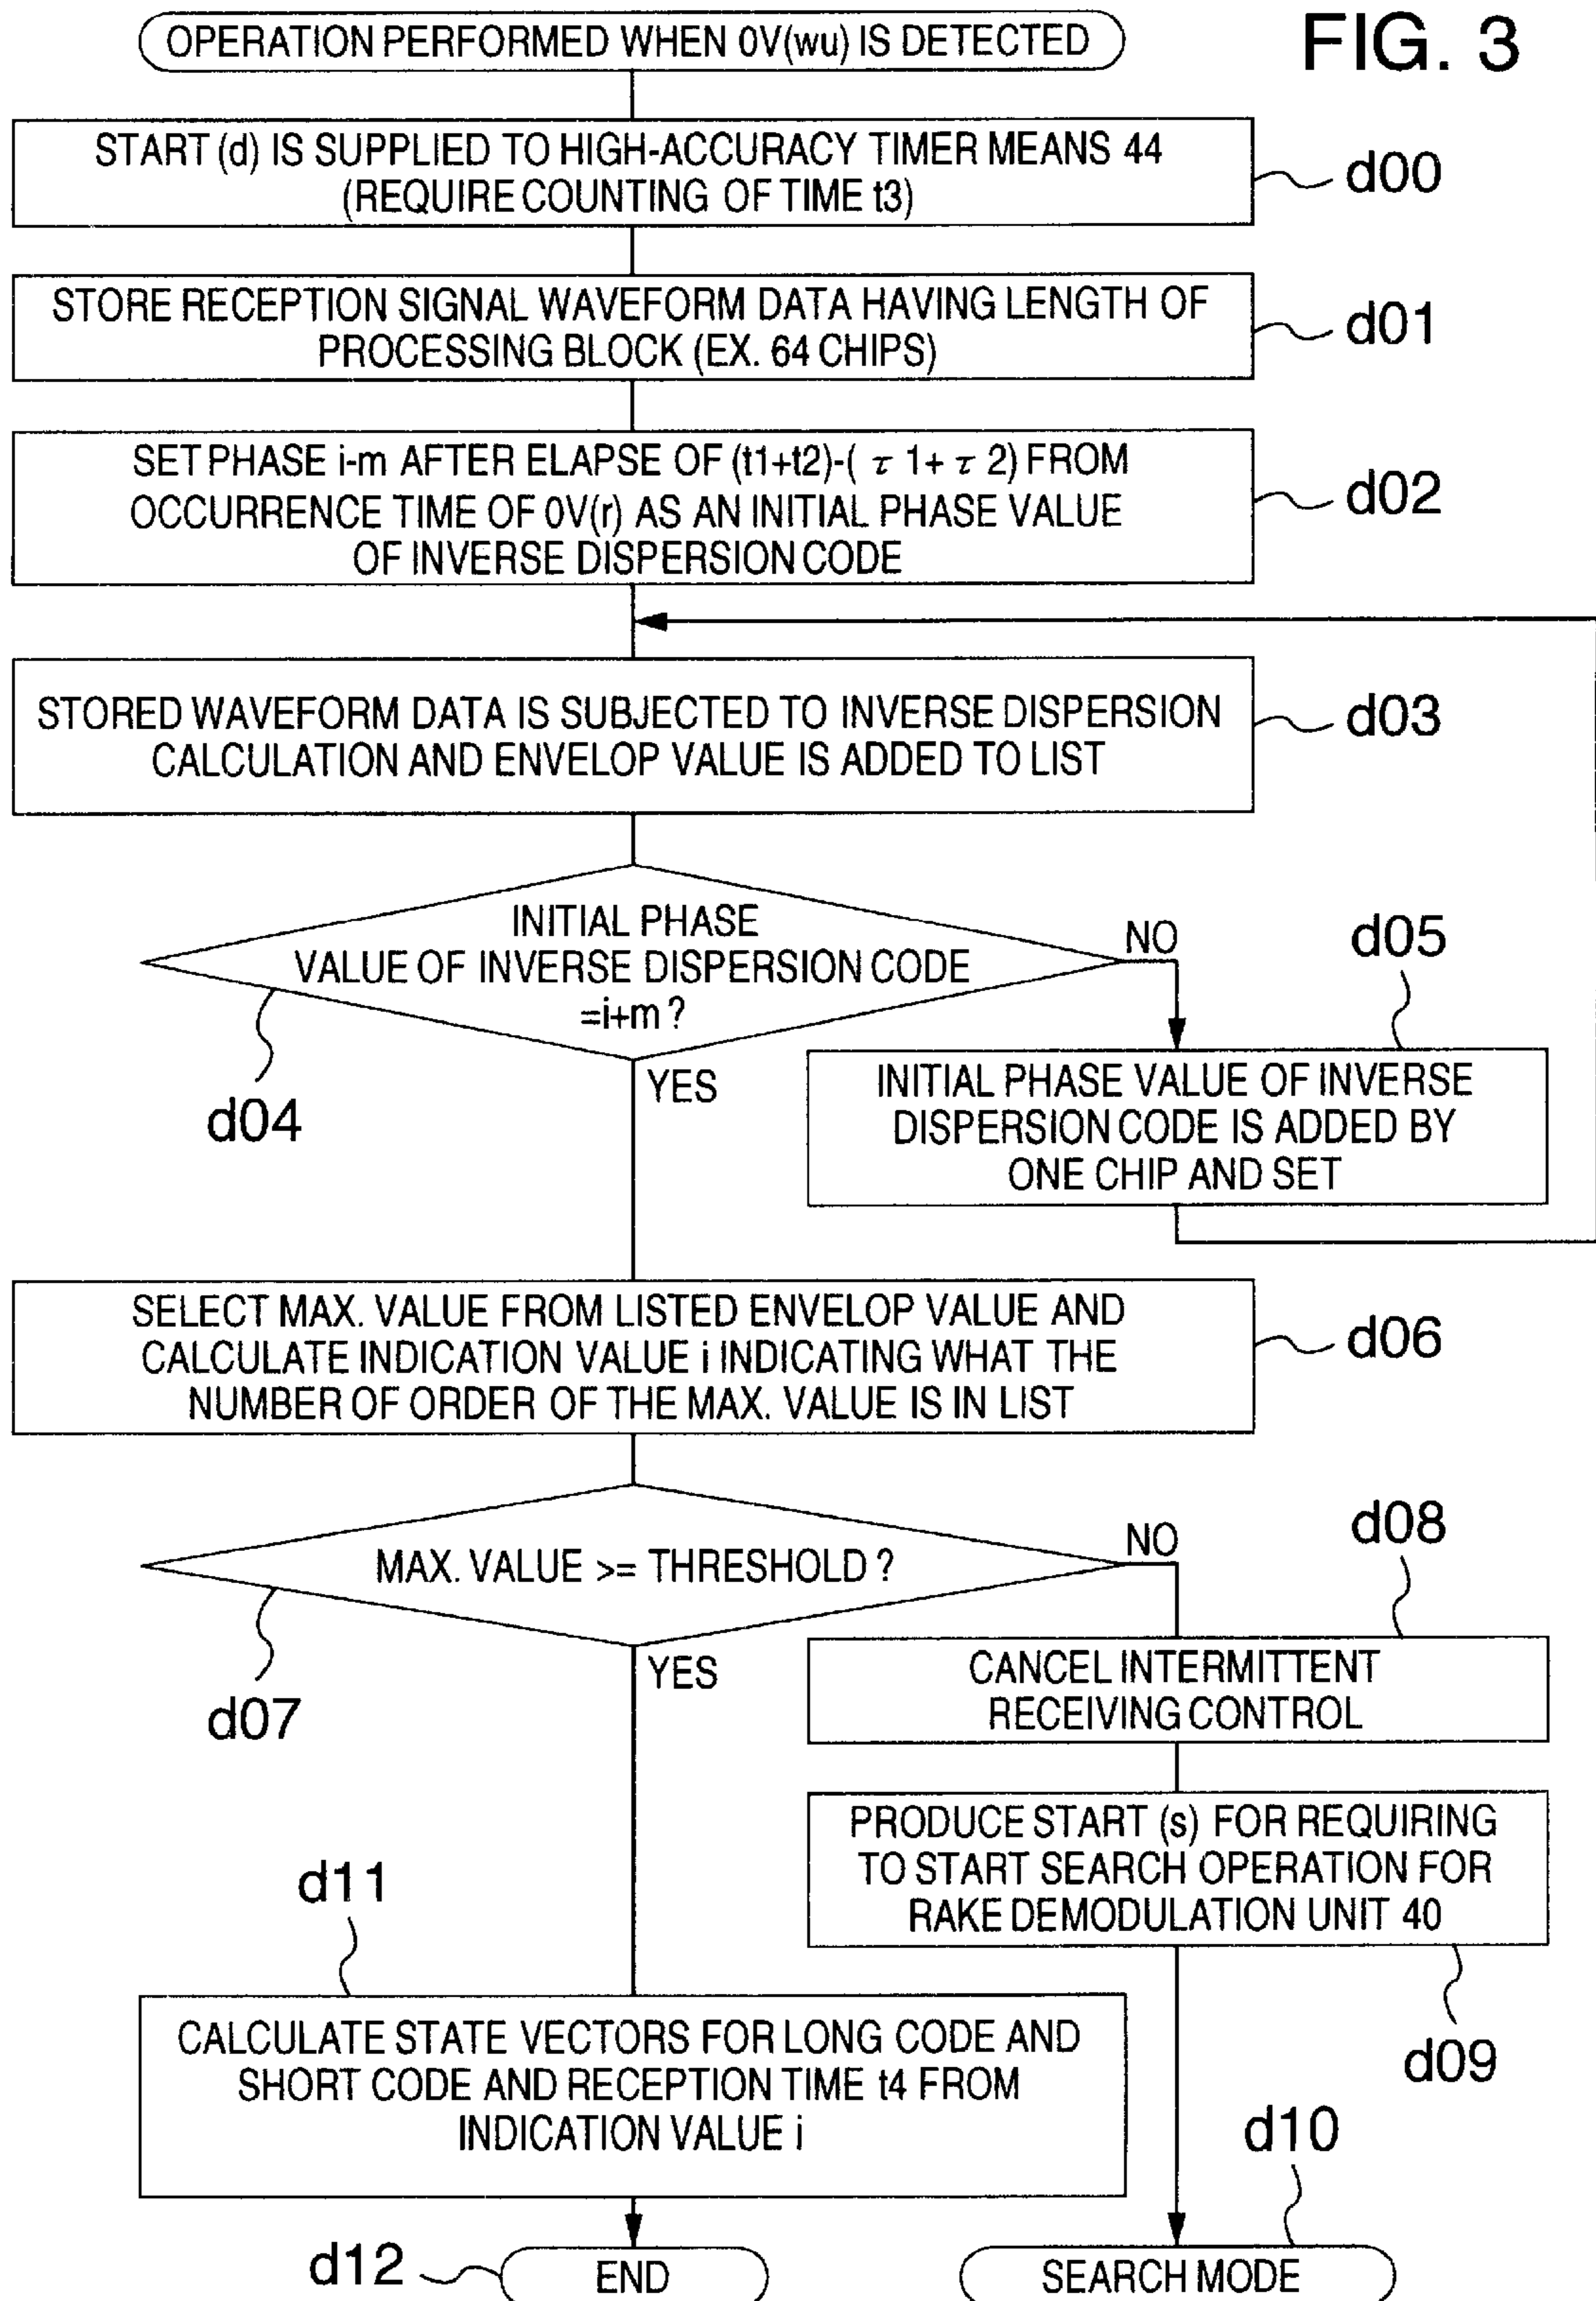 FIG. 3
OPERATION PERFORMED WHEN 0V(wu) IS DETECTED
START (d) IS SUPPLIED TO HIGH-ACCURACY TIMER MEANS 44
(REQUIRE COUNTING OF TIME t3)
d00
STORE RECEPTION SIGNAL WAVEFORM DATA HAVING LENGTH OF
PROCESSING BLOCK (EX. 64 CHIPS)
d01
SET PHASE i-m AFTER ELAPSE OF (t1+t2)-( τ 1+ τ 2) FROM
OCCURRENCE TIME OF 0V(r) AS AN INITIAL PHASE VALUE
OF INVERSE DISPERSION CODE
d02
STORED WAVEFORM DATA IS SUBJECTED TO INVERSE DISPERSION
CALCULATION AND ENVELOP VALUE IS ADDED TO LIST
d03
INITIAL PHASE
VALUE OF INVERSE DISPERSION CODE
=i+m ?
d04
NO
YES
d05
INITIAL PHASE VALUE OF INVERSE
DISPERSION CODE IS ADDED BY
ONE CHIP AND SET
SELECT MAX. VALUE FROM LISTED ENVELOP VALUE AND
CALCULATE INDICATION VALUE i INDICATING WHAT THE
NUMBER OF ORDER OF THE MAX. VALUE IS IN LIST
d06
MAX. VALUE >= THRESHOLD ?
d07
NO
YES
d08
CANCEL INTERMITTENT
RECEIVING CONTROL
PRODUCE START (s) FOR REQUIRING
TO START SEARCH OPERATION FOR
RAKE DEMODULATION UNIT 40
d09
d11
CALCULATE STATE VECTORS FOR LONG CODE AND
SHORT CODE AND RECEPTION TIME t4 FROM
INDICATION VALUE i
d10
d12
END
SEARCH MODE